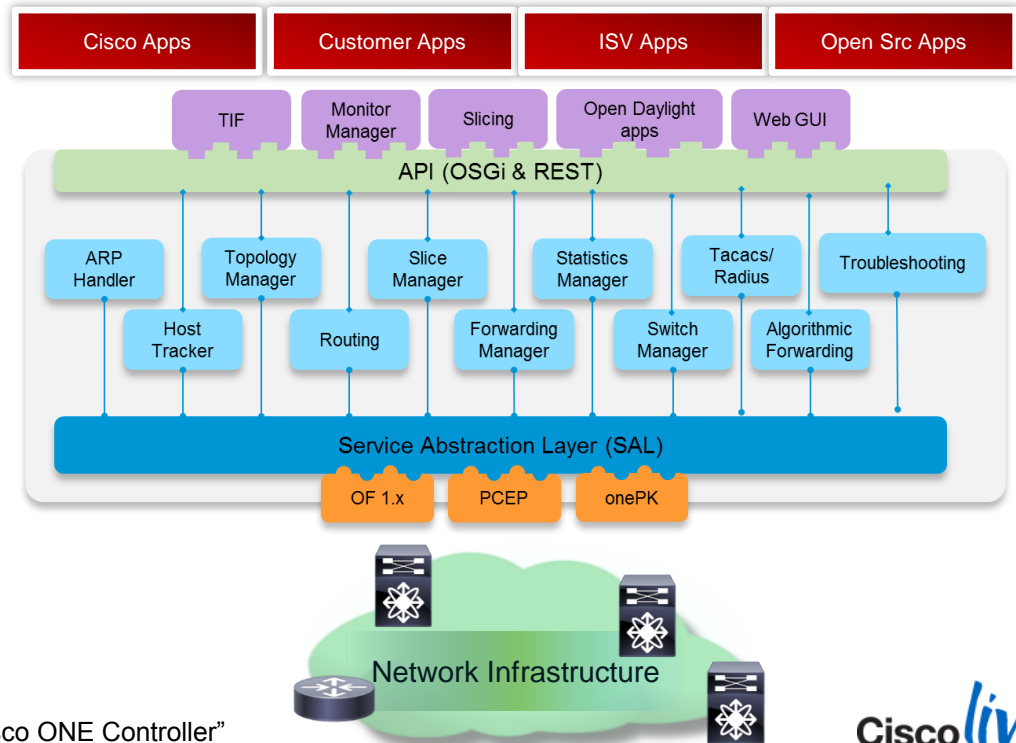 Cisco Apps
Customer Apps
ISV Apps
Open Src Apps
TIF
Monitor
Manager
Slicing
Open Daylight
apps
Web GUI
API (OSGi & REST)
ARP
Handler
Topology
Manager
Slice
Manager
Statistics
Manager
Tacacs/
Radius
Troubleshooting
Host
Tracker
Routing
Forwarding
Manager
Switch
Manager
Algorithmic
Forwarding
Service Abstraction Layer (SAL)
OF 1.x
PCEP
onePK
Network Infrastructure
sco ONE Controller”
Cisco liv